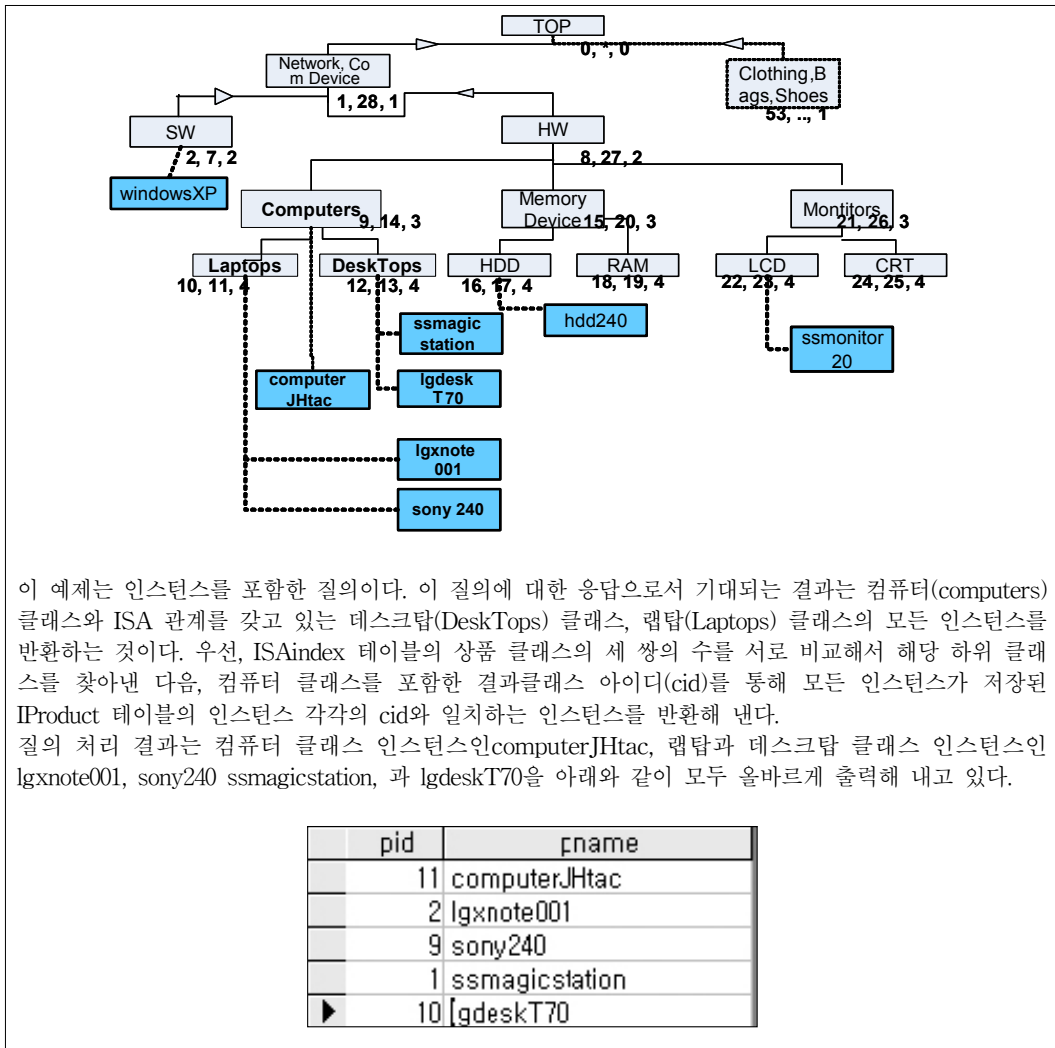 TOP
0, *, 0
Network, Co
m Device
1, 28, 1
Clothing,B
ags,Shoes
53, .., 1
SW
2, 7, 2
HW
8, 27, 2
windowsXP
Computers
9, 14, 3
Memory
Device
15, 20, 3
Montitors
21, 26, 3
Laptops
10, 11, 4
DeskTops
12, 13, 4
HDD
16, 17, 4
RAM
18, 19, 4
LCD
22, 23, 4
CRT
24, 25, 4
ssmagic
station
hdd240
ssmonitor
20
computer
JHtac
lgdesk
T70
lgxnote
001
sony 240
이 예제는 인스턴스를 포함한 질의이다. 이 질의에 대한 응답으로서 기대되는 결과는 컴퓨터(computers)
클래스와 ISA 관계를 갖고 있는 데스크탑(DeskTops) 클래스, 랩탑(Laptops) 클래스의 모든 인스턴스를
반환하는 것이다. 우선, ISAindex 테이블의 상품 클래스의 세 쌍의 수를 서로 비교해서 해당 하위 클래
스를 찾아낸 다음, 컴퓨터 클래스를 포함한 결과클래스 아이디(cid)를 통해 모든 인스턴스가 저장된
IProduct 테이블의 인스턴스 각각의 cid와 일치하는 인스턴스를 반환해 낸다.
질의 처리 결과는 컴퓨터 클래스 인스턴스인computerJHtac, 랩탑과 데스크탑 클래스 인스턴스인
lgxnote001, sony240 ssmagicstation, 과 lgdeskT70을 아래와 같이 모두 올바르게 출력해 내고 있다.
pid pname
11 computerJHtac
2 lgxnote001
9 sony240
1 ssmagicstation
10 lgdeskT70